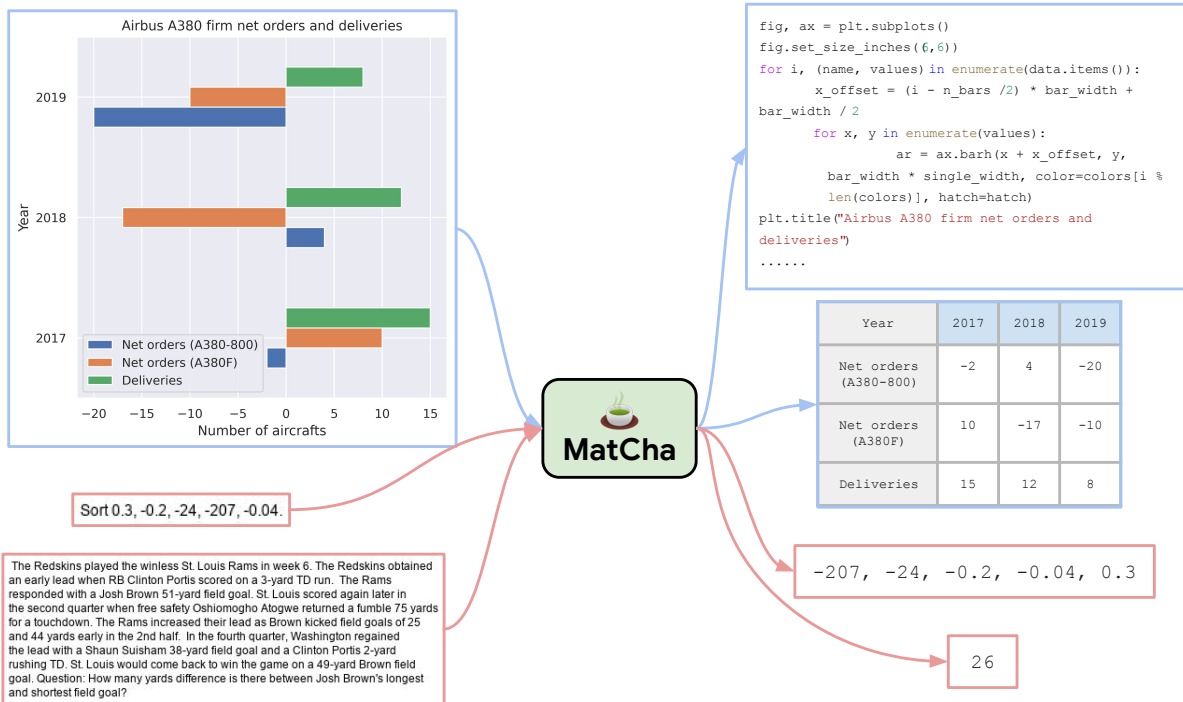 Airbus A380 firm net orders and deliveries
2019
2018
2017
Year
Net orders (A380-800)
Net orders (A380F)
Deliveries
−20 −15 −10 −5 0 5 10 15
Number of aircrafts
Sort 0.3, -0.2, -24, -207, -0.04.
The Redskins played the winless St. Louis Rams in week 6. The Redskins obtained
an early lead when RB Clinton Portis scored on a 3-yard TD run. The Rams
responded with a Josh Brown 51-yard field goal. St. Louis scored again later in
the second quarter when free safety Oshiomogho Atogwe returned a fumble 75 yards
for a touchdown. The Rams increased their lead as Brown kicked field goals of 25
and 44 yards early in the 2nd half. In the fourth quarter, Washington regained
the lead with a Shaun Suisham 38-yard field goal and a Clinton Portis 2-yard
rushing TD. St. Louis would come back to win the game on a 49-yard Brown field
goal. Question: How many yards difference is there between Josh Brown's longest
and shortest field goal?
MatCha
fig, ax = plt.subplots()
fig.set_size_inches((6,6))
for i, (name, values) in enumerate(data.items()):
x_offset = (i - n_bars /2) * bar_width +
bar_width / 2
for x, y in enumerate(values):
ar = ax.barh(x + x_offset, y,
bar_width * single_width, color=colors[i %
len(colors)], hatch=hatch)
plt.title("Airbus A380 firm net orders and
deliveries")
......
Year 2017 2018 2019
Net orders
(A380-800) -2 4 -20
Net orders
(A380F) 10 -17 -10
Deliveries 15 12 8
-207, -24, -0.2, -0.04, 0.3
26